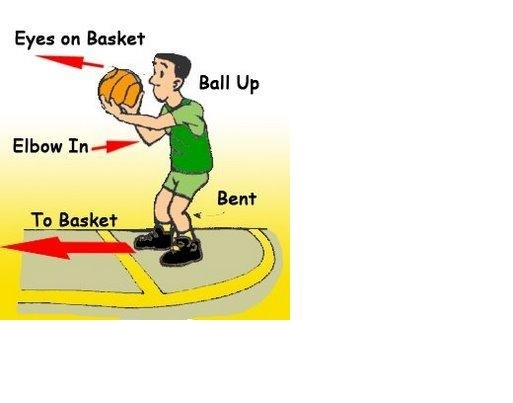 Eyes on Basket
Ball Up
Elbow In
Bent
To Basket